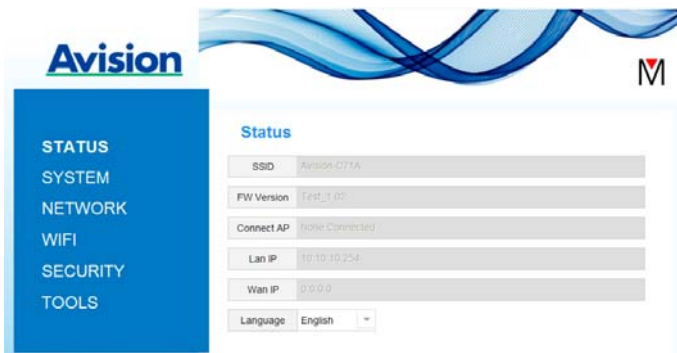 Avision
M
STATUS
SYSTEM
NETWORK
WIFI
SECURITY
TOOLS
Status
SSID Avision-C71A
FW Version Test_1.02
Connect AP None Connected
Lan IP 10.10.10.254
Wan IP 0.0.0.0
Language English